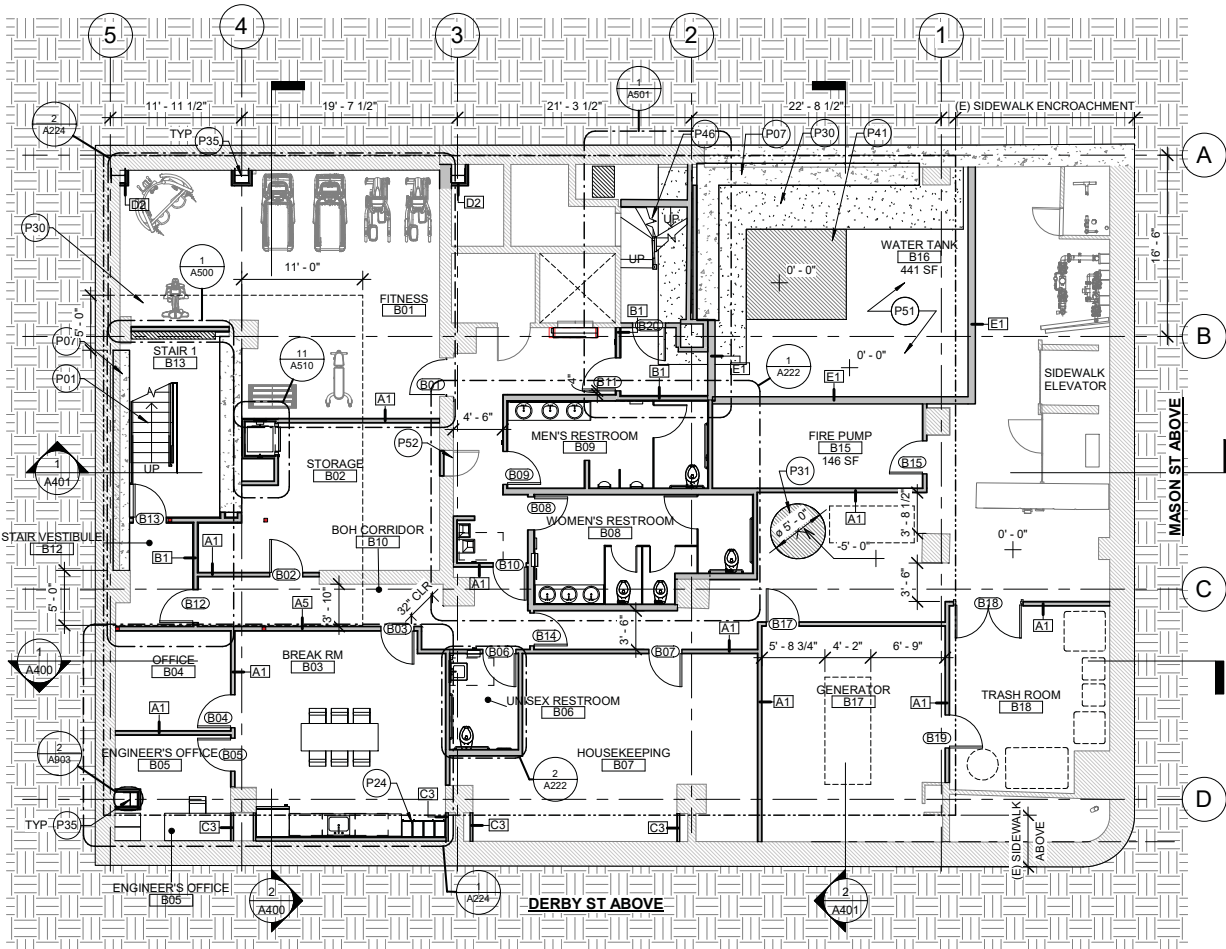 5
4
3
2
1
11' - 11 1/2"
19' - 7 1/2"
21' - 3 1/2"
22' - 8 1/2"
(E) SIDEWALK ENCROACHMENT
1
A501
2
A224
TYP
P35
P46
P07
P30
P41
A
D2
D2
P30
1
A500
11' - 0"
UP
UP
WATER TANK
B16
441 SF
0' - 0"
16' - 6"
FITNESS
B01
5' - 0"
P07
STAIR 1
B13
B1
B20
P51
E1
B
P01
11
A510
B01
B11
4"
B1
E1
1
A222
0' - 0"
E1
SIDEWALK
ELEVATOR
A1
4' - 6"
MEN'S RESTROOM
B09
FIRE PUMP
B15
146 SF
MASON ST ABOVE
P52
1
A401
UP
STORAGE
B02
B09
P31
B15
B13
B08
A1
3' - 8 1/2"
STAIR VESTIBULE
B12
B1
A1
BOH CORRIDOR
B10
WOMEN'S RESTROOM
B08
ø 5' - 0"
-5' - 0"
0' - 0"
B02
B10
A1
5' - 0"
B12
3' - 10"
32" CLR
3' - 6"
C
A5
B03
B14
3' - 6"
A1
B17
B18
A1
1
A400
OFFICE
B04
BREAK RM
B03
A1
B06
B07
5' - 8 3/4"
4' - 2"
6' - 9"
A1
B04
UNISEX RESTROOM
B06
A1
GENERATOR
B17
A1
TRASH ROOM
B18
2
A903
ENGINEER'S OFFICE
B05
B05
HOUSEKEEPING
B07
B19
P24
2
A222
D
TYP
P35
C3
C3
C3
C3
(E) SIDEWALK
ABOVE
ENGINEER'S OFFICE
B05
2
A400
1
A224
DERBY ST ABOVE
2
A401